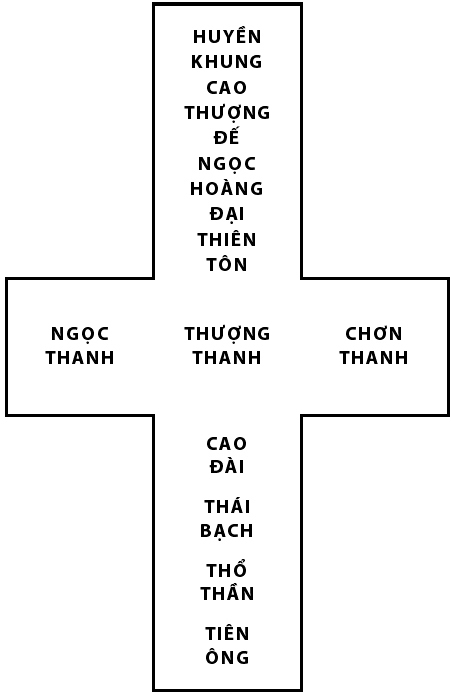 HUYỀN
KHUNG
CAO
THƯỢNG
ĐẾ
NGỌC
HOÀNG
ĐẠI
THIÊN
TÔN
NGỌC THƯỢNG CHƠN
THANH THANH THANH
CAO
ĐÀI
THÁI
BẠCH
THỔ
THẦN
TIÊN
ÔNG